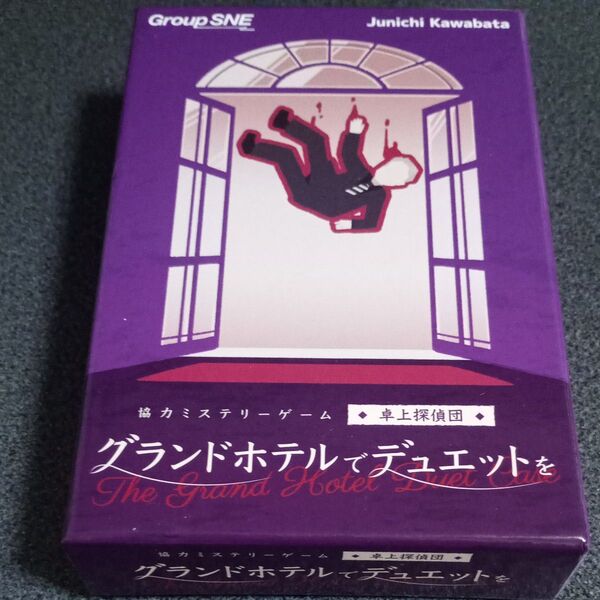 Group SNE
Junichi Kawabata
協力ミステリーゲーム ◆ 卓上探偵団 ◆
グランドホテルでデュエットを
The Grand Hotel Duet Case
協力ミステリーゲーム ◆ 卓上探偵団 ◆
グランドホテルでデュエットを